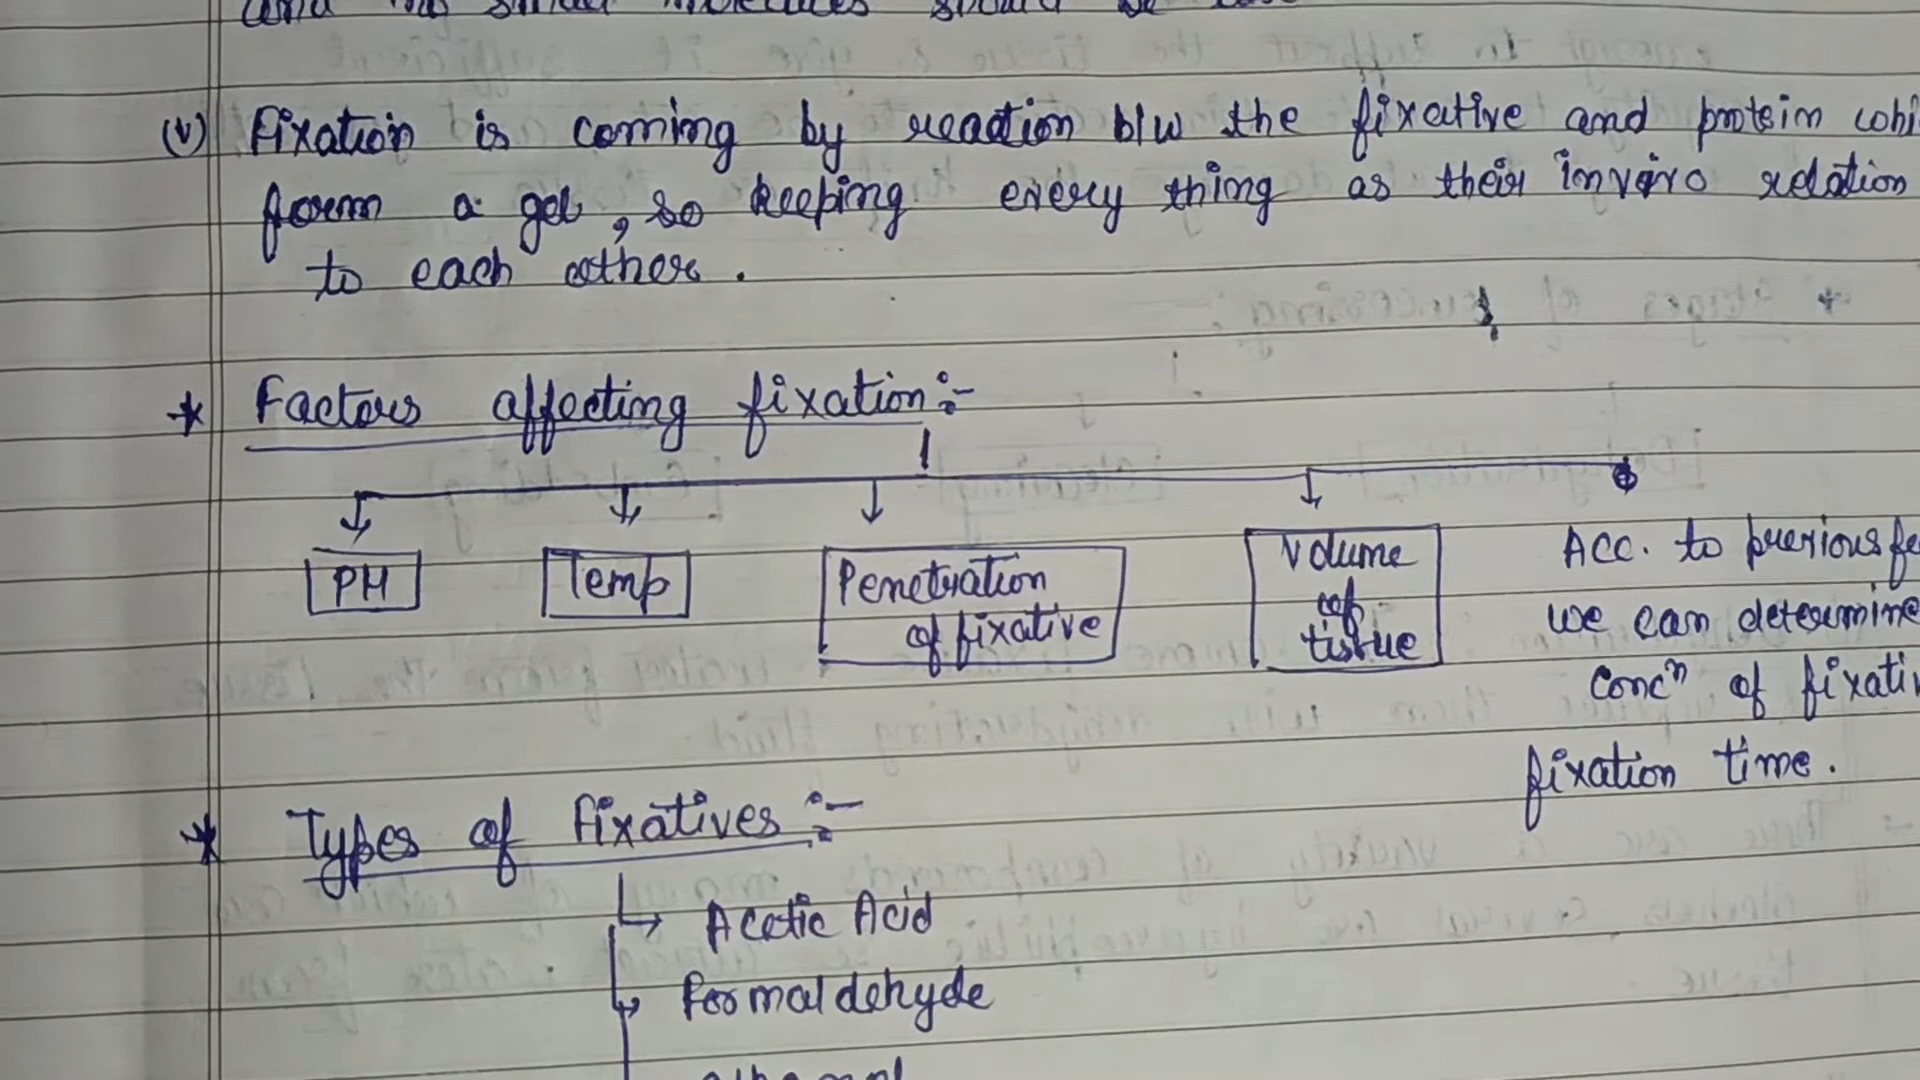 (v) Fixation is coming by reaction b/w the fixative and protein
form a gel, so keeping every thing as their invivo relation
to each other.
* Factors affecting fixation:-
PH
Temp
Penetration
of fixative
Volume
of
tissue
Acc. to previous
we can determine
concⁿ of
fixation time.
* Types of Fixatives :-
Acetic Acid
Formaldehyde